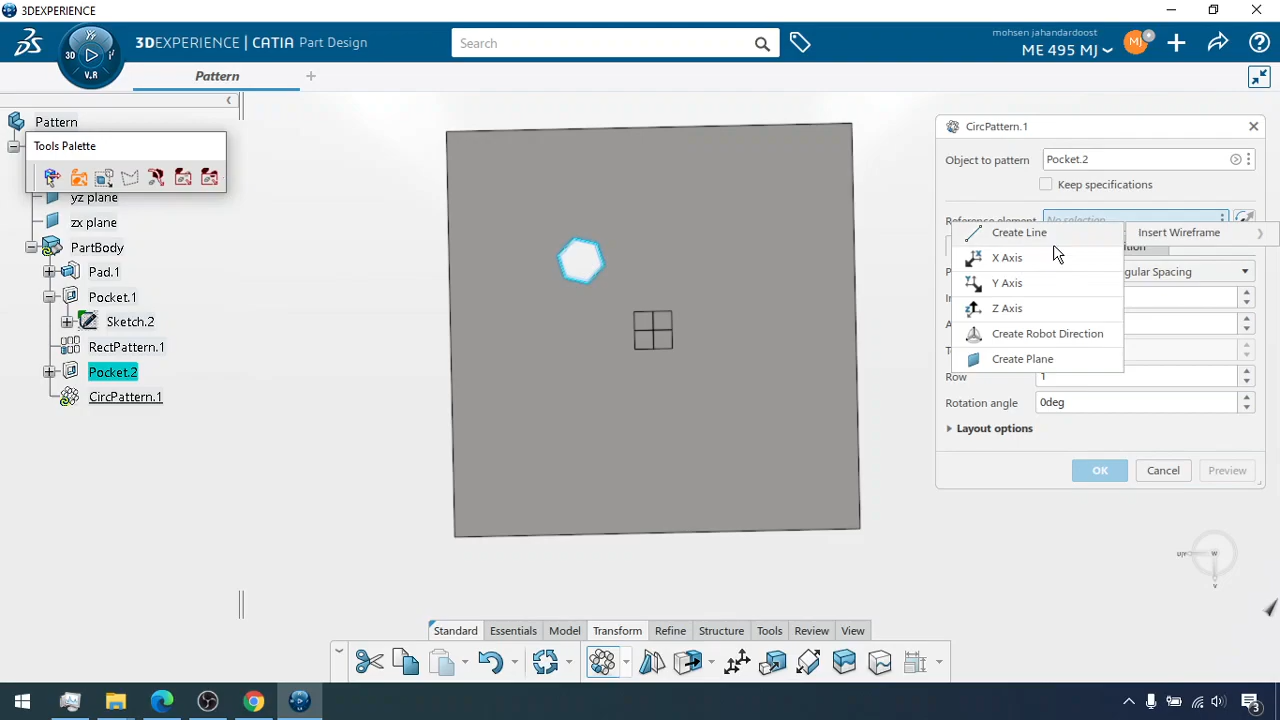 3DEXPERIENCE
3DEXPERIENCE | CATIA Part Design
3D
V.R
Search
mohsen jahandardoost
ME 495 MJ
MJ
Pattern
Pattern
Tools Palette
yz plane
zx plane
PartBody
Pad.1
Pocket.1
Sketch.2
RectPattern.1
Pocket.2
CircPattern.1
CircPattern.1
Object to pattern
Pocket.2
Keep specifications
Reference element
No selection
Create Line
Insert Wireframe
X Axis
Y Axis
Z Axis
Create Robot Direction
Create Plane
Row
1
Rotation angle
0deg
Layout options
OK
Cancel
Preview
W
V
Standard
Essentials
Model
Transform
Refine
Structure
Tools
Review
View
3